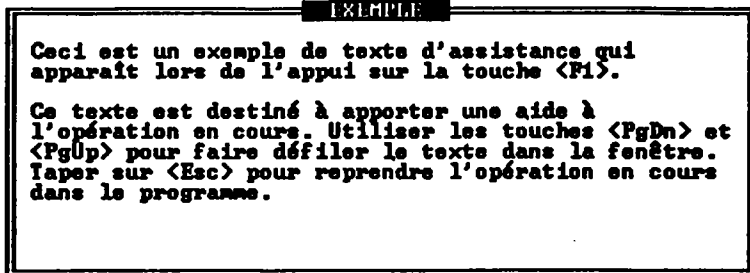 EXEMPLE
Ceci est un exemple de texte d'assistance qui
apparaît lors de l'appui sur la touche <F1>.
Ce texte est destiné à apporter une aide à
l'opération en cours. Utiliser les touches <PgDn> et
<PgUp> pour faire défiler le texte dans la fenêtre.
Taper sur <Esc> pour reprendre l'opération en cours
dans le programme.